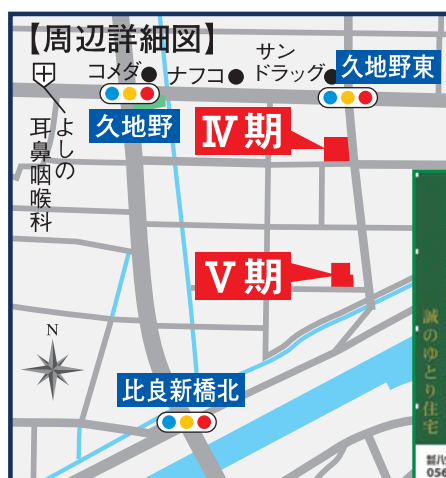 【周辺詳細図】
コメダ
ナフコ
サン
ドラッグ
久地野東
久地野
よしの
耳鼻咽喉科
Ⅳ期
Ⅴ期
N
比良新橋北
誠のゆとり住宅
056